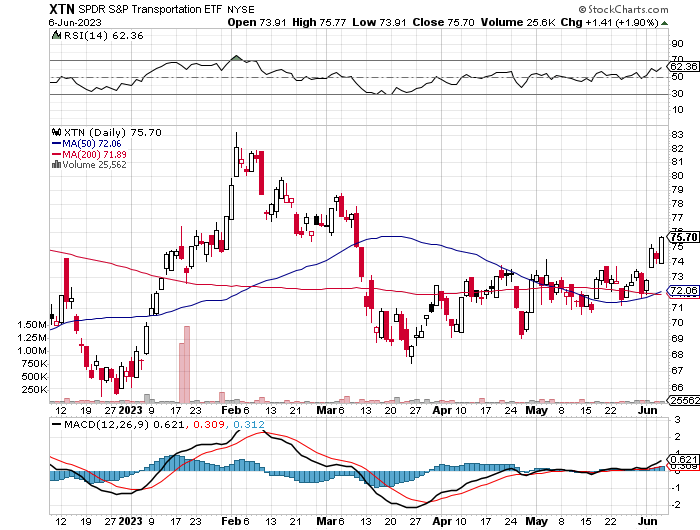 XTN SPDR S&P Transportation ETF NYSE
© StockCharts.com
6-Jun-2023
Open 73.91 High 75.77 Low 73.91 Close 75.70 Volume 25.6K Chg +1.41 (+1.90%)
RSI(14) 62.36
90
70
62.36
50
30
10
XTN (Daily) 75.70
MA(50) 72.06
MA(200) 71.89
Volume 25,562
83
82
81
80
79
78
77
76
75.70
74
73
72.06
71
70
69
68
67
66
1.50M
1.25M
1.00M
750K
500K
250K
25562
12 19 27 2023 9 17 23 Feb 6 13 21 Mar 6 13 20 27 Apr 10 17 24 May 8 15 22 Jun
MACD(12,26,9) 0.621, 0.309, 0.312
3
2
1
0.621
0.309
-1
-2
12 19 27 2023 9 17 23 Feb 6 13 21 Mar 6 13 20 27 Apr 10 17 24 May 8 15 22 Jun